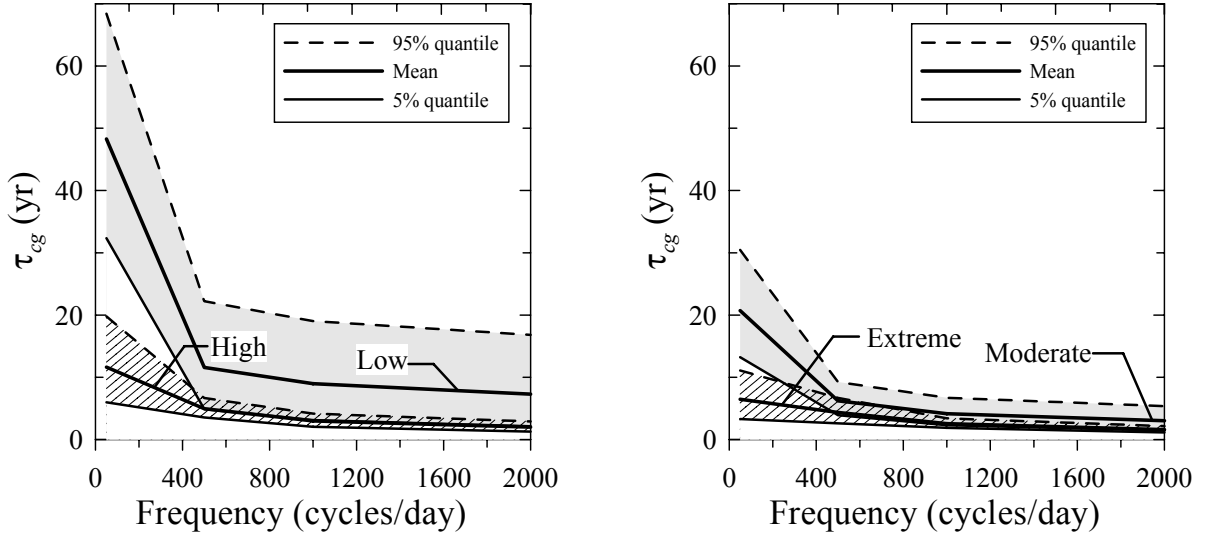 95% quantile
Mean
5% quantile
60
40
20
0
τcg (yr)
High
Low
0 400 800 1200 1600 2000
Frequency (cycles/day)
95% quantile
Mean
5% quantile
60
40
20
0
τcg (yr)
Extreme
Moderate
0 400 800 1200 1600 2000
Frequency (cycles/day)